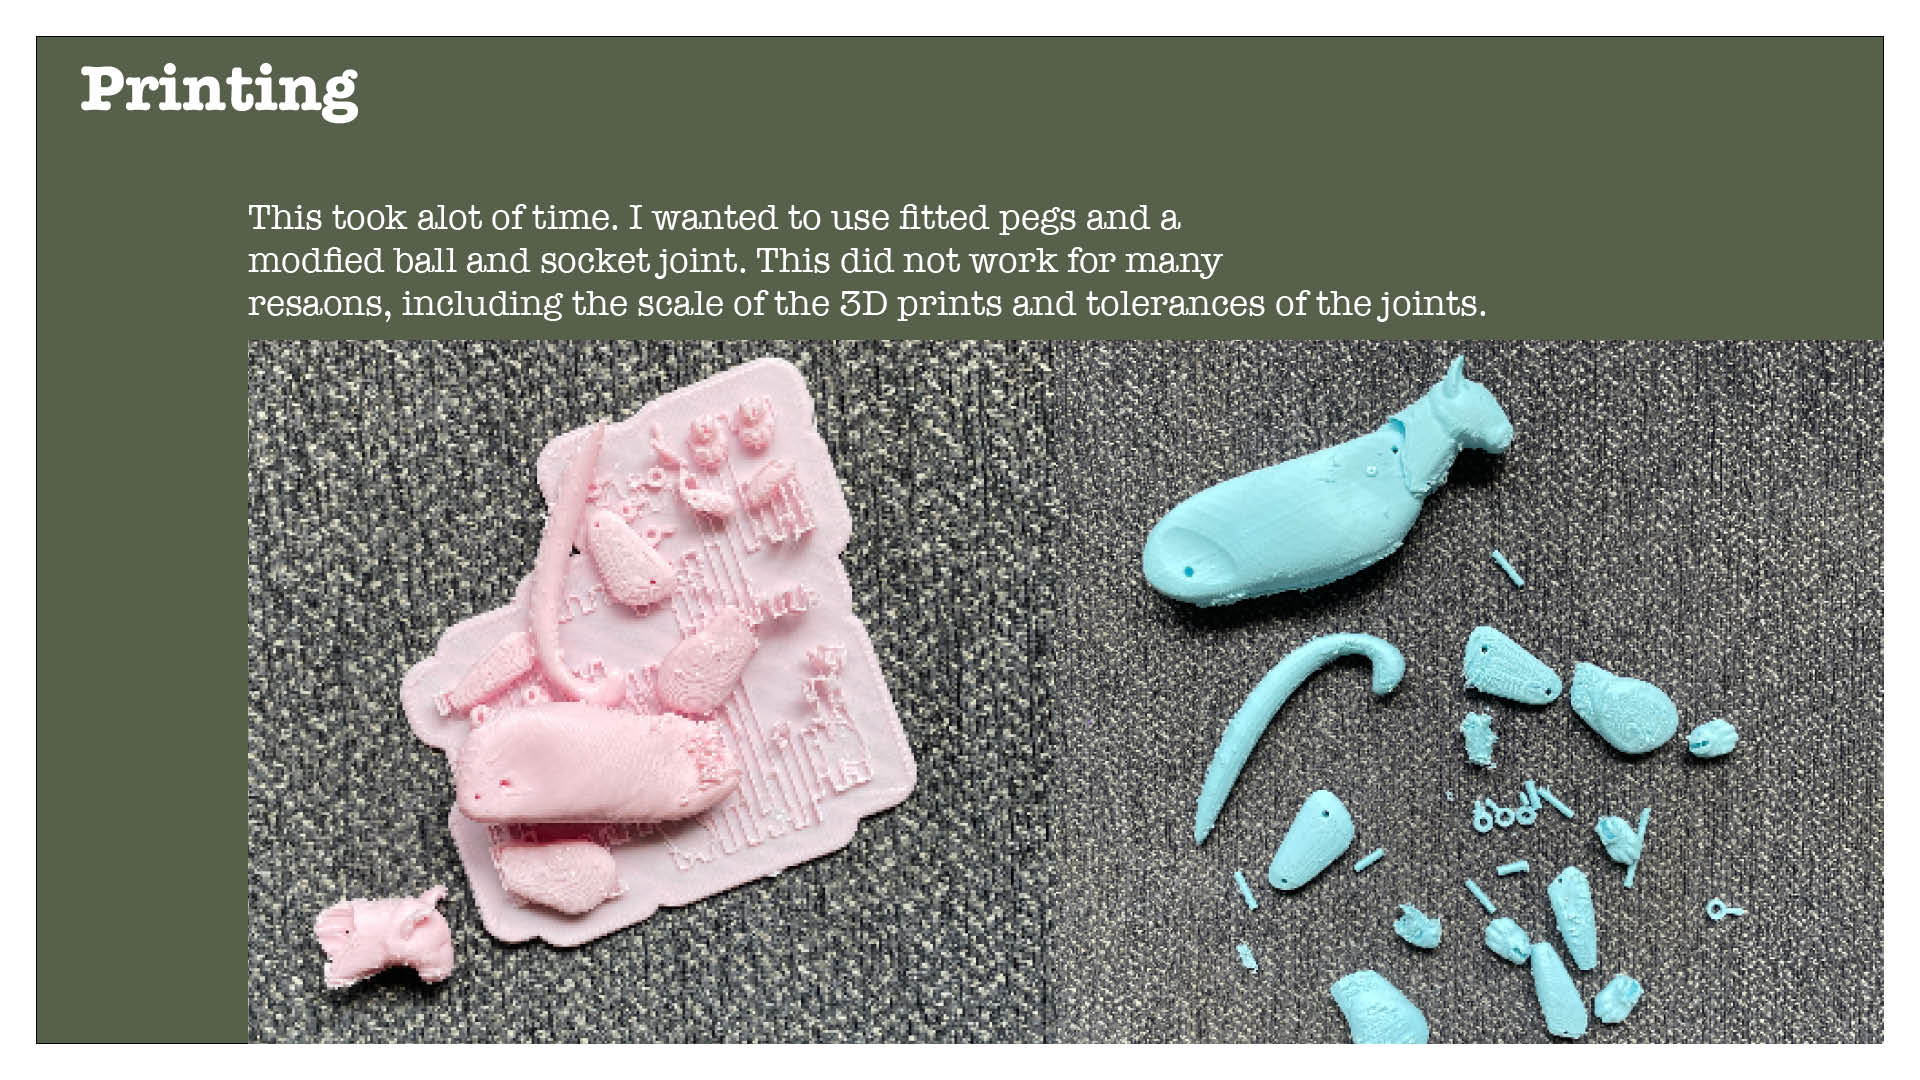 Printing
This took alot of time. I wanted to use fitted pegs and a
modfied ball and socket joint. This did not work for many
resaons, including the scale of the 3D prints and tolerances of the joints.